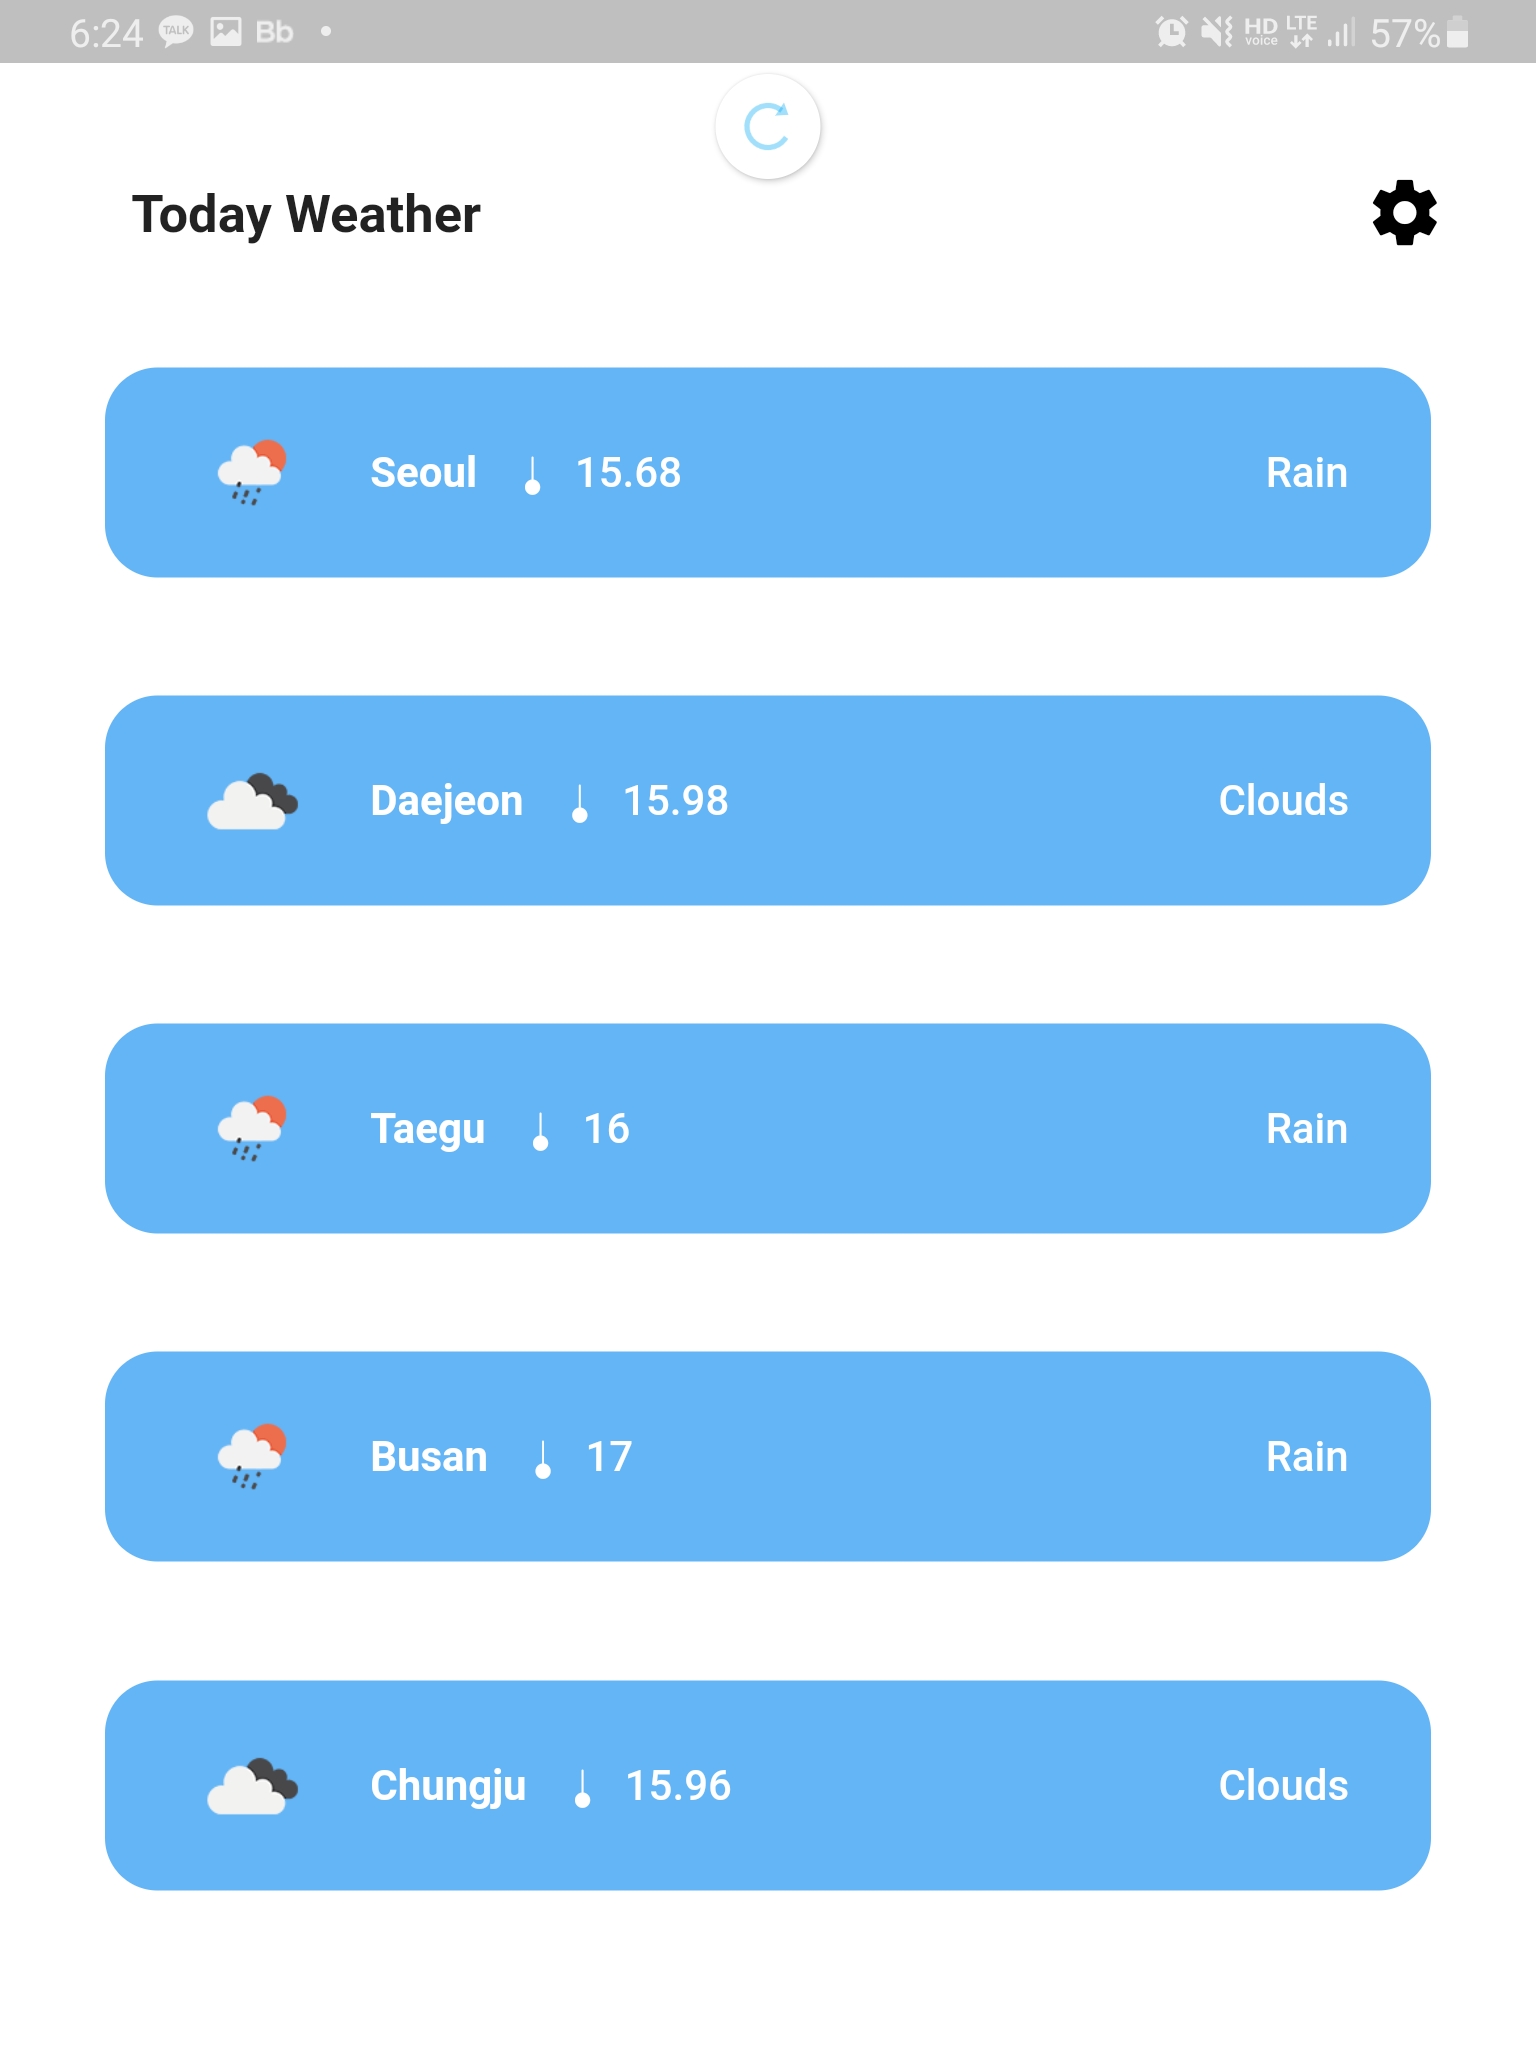 6:24 TALK Bb HD voice LTE 57%
Today Weather
Seoul 15.68 Rain
Daejeon 15.98 Clouds
Taegu 16 Rain
Busan 17 Rain
Chungju 15.96 Clouds